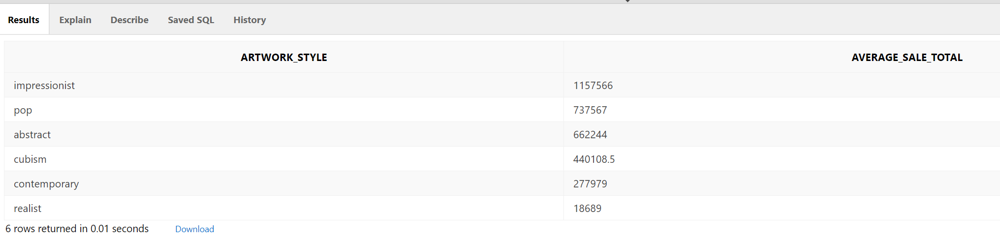 Results Explain Describe Saved SQL History
ARTWORK_STYLE AVERAGE_SALE_TOTAL
impressionist 1157566
pop 737567
abstract 662244
cubism 440108.5
contemporary 277979
realist 18689
6 rows returned in 0.01 seconds Download